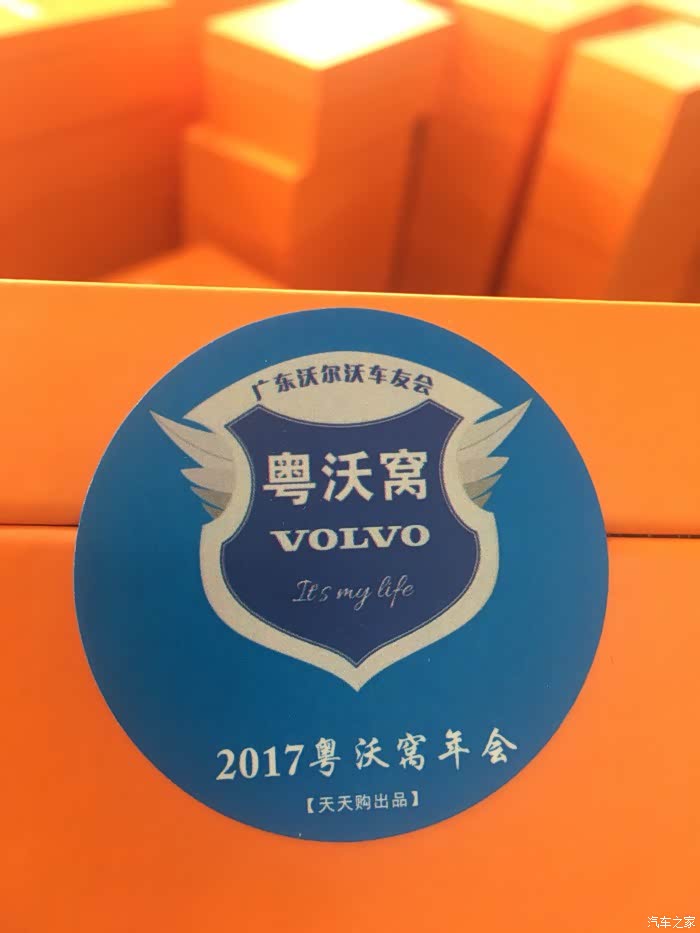 广东沃尔沃车友会
粤沃窝
VOLVO
It's my life
2017粤沃窝年会
【天天购出品】
汽车之家